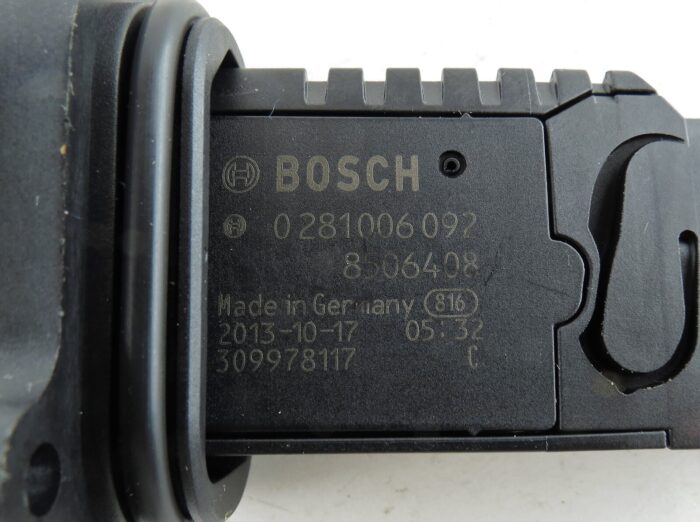 BOSCH
0 281 006 092
8506408
Made in Germany 816
2013-10-17 05:32
309978117 C